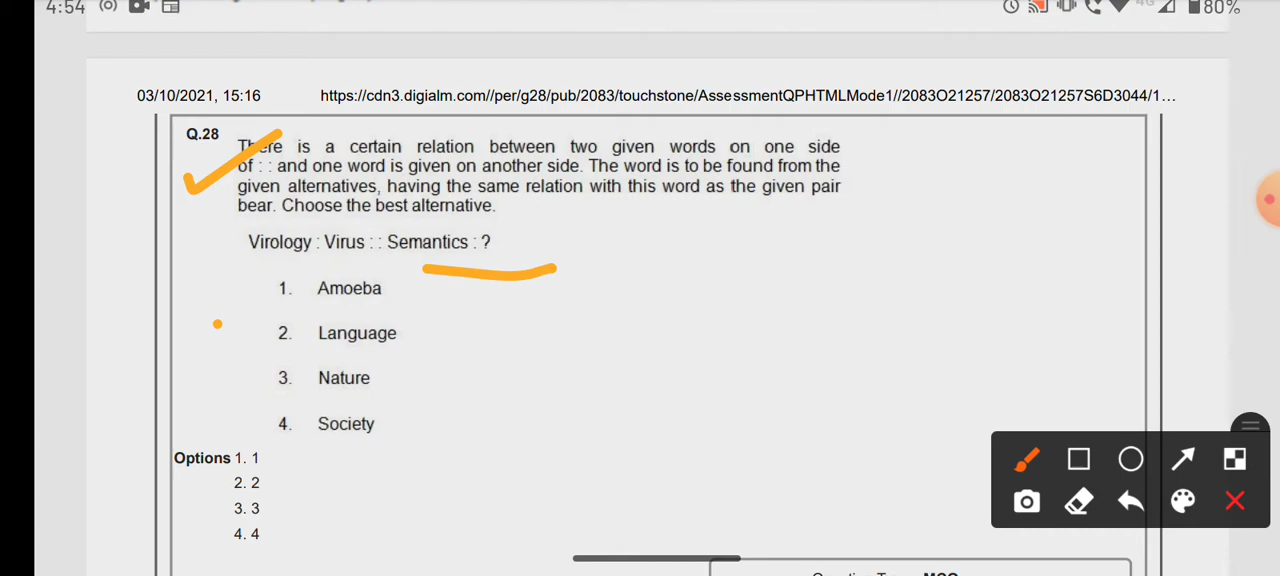 4:54
4G
80%
03/10/2021, 15:16 https://cdn3.digialm.com//per/g28/pub/2083/touchstone/AssessmentQPHTMLMode1//2083O21257/2083O21257S6D3044/1…
Q.28
There is a certain relation between two given words on one side
of : : and one word is given on another side. The word is to be found from the
given alternatives, having the same relation with this word as the given pair
bear. Choose the best alternative.
Virology : Virus : : Semantics : ?
1. Amoeba
2. Language
3. Nature
4. Society
Options 1. 1
2. 2
3. 3
4. 4